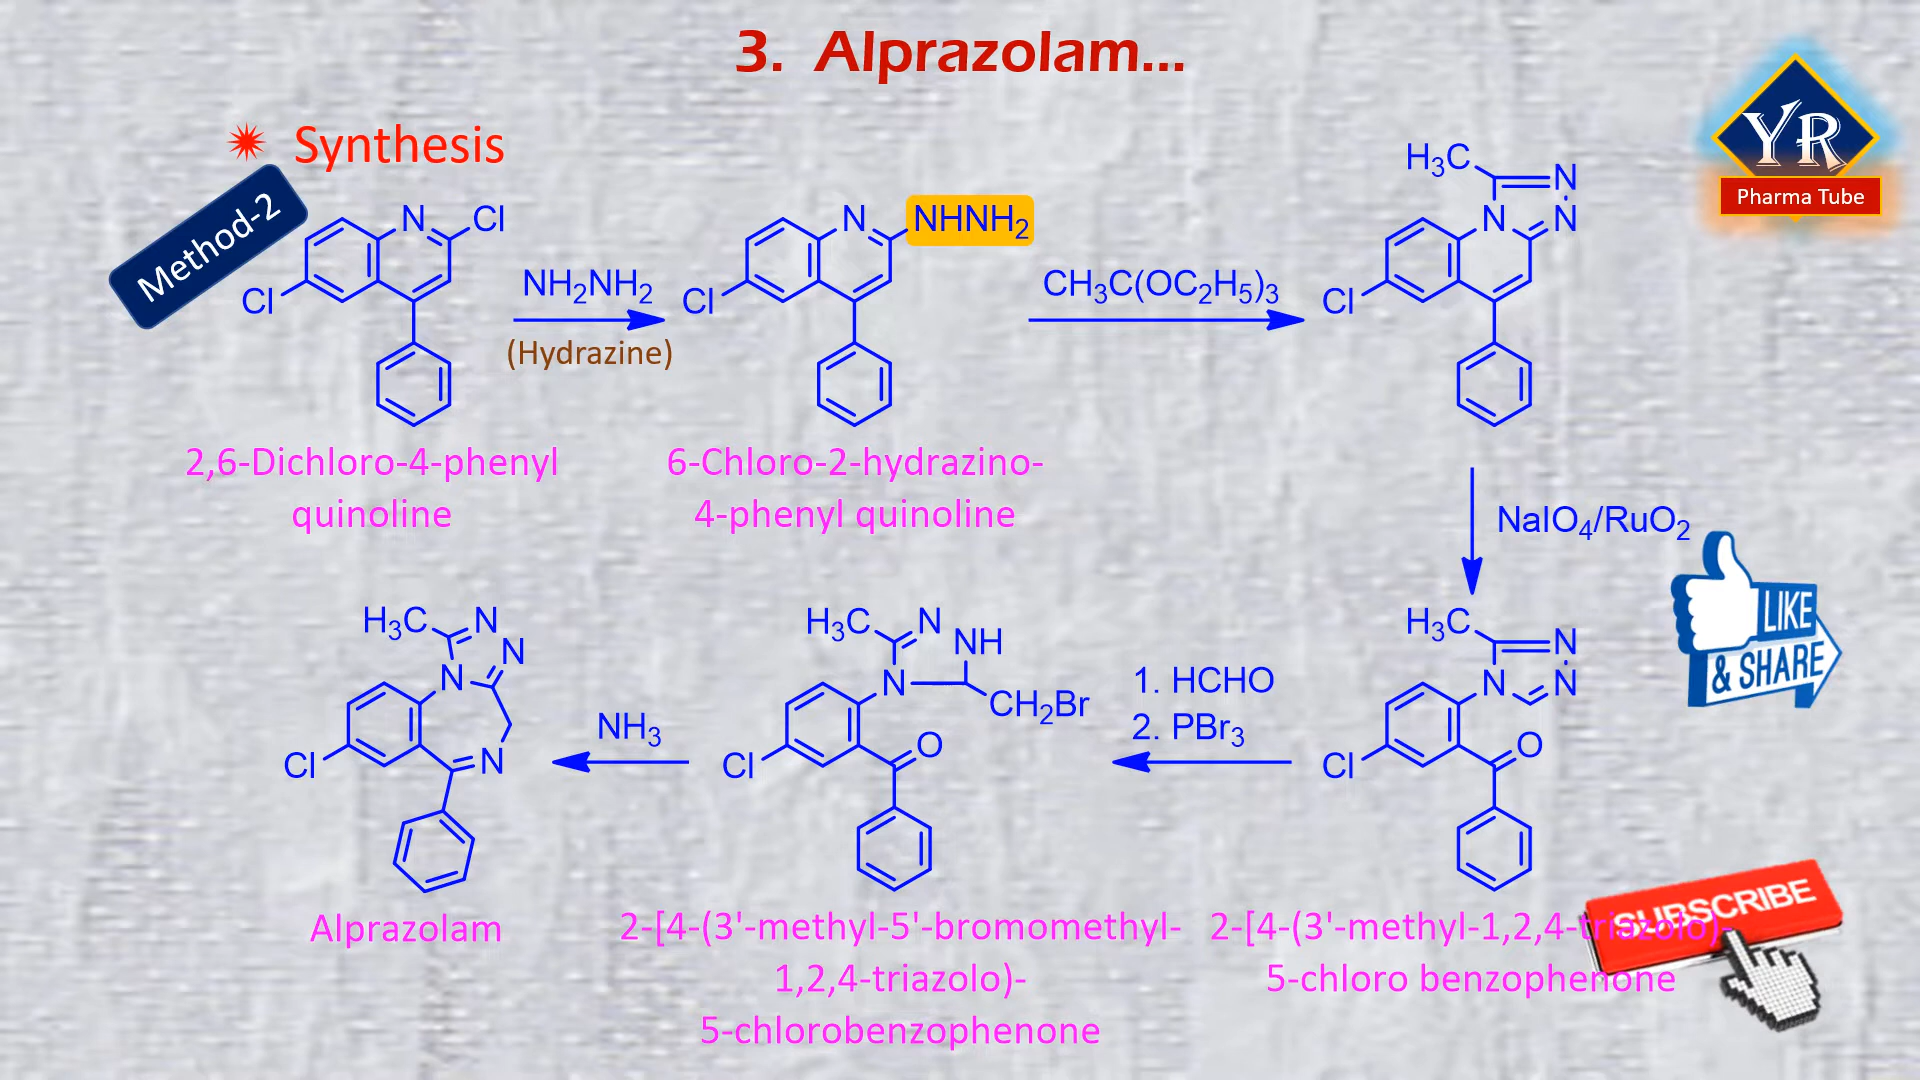 3. Alprazolam...
YR
Pharma Tube
Synthesis
Method-2
N
Cl
Cl
NH2NH2
(Hydrazine)
N
NHNH2
Cl
CH3C(OC2H5)3
H3C
N
N
N
Cl
2,6-Dichloro-4-phenyl
quinoline
6-Chloro-2-hydrazino-
4-phenyl quinoline
NaIO4/RuO2
LIKE
& SHARE
H3C
N
N
N
O
Cl
1. HCHO
2. PBr3
H3C
N
NH
N
CH2Br
O
Cl
NH3
H3C
N
N
N
N
Cl
Alprazolam
2-[4-(3'-methyl-5'-bromomethyl-
1,2,4-triazolo)-
5-chlorobenzophenone
2-[4-(3'-methyl-1,2,4-triazolo)-
5-chloro benzophenone
SUBSCRIBE